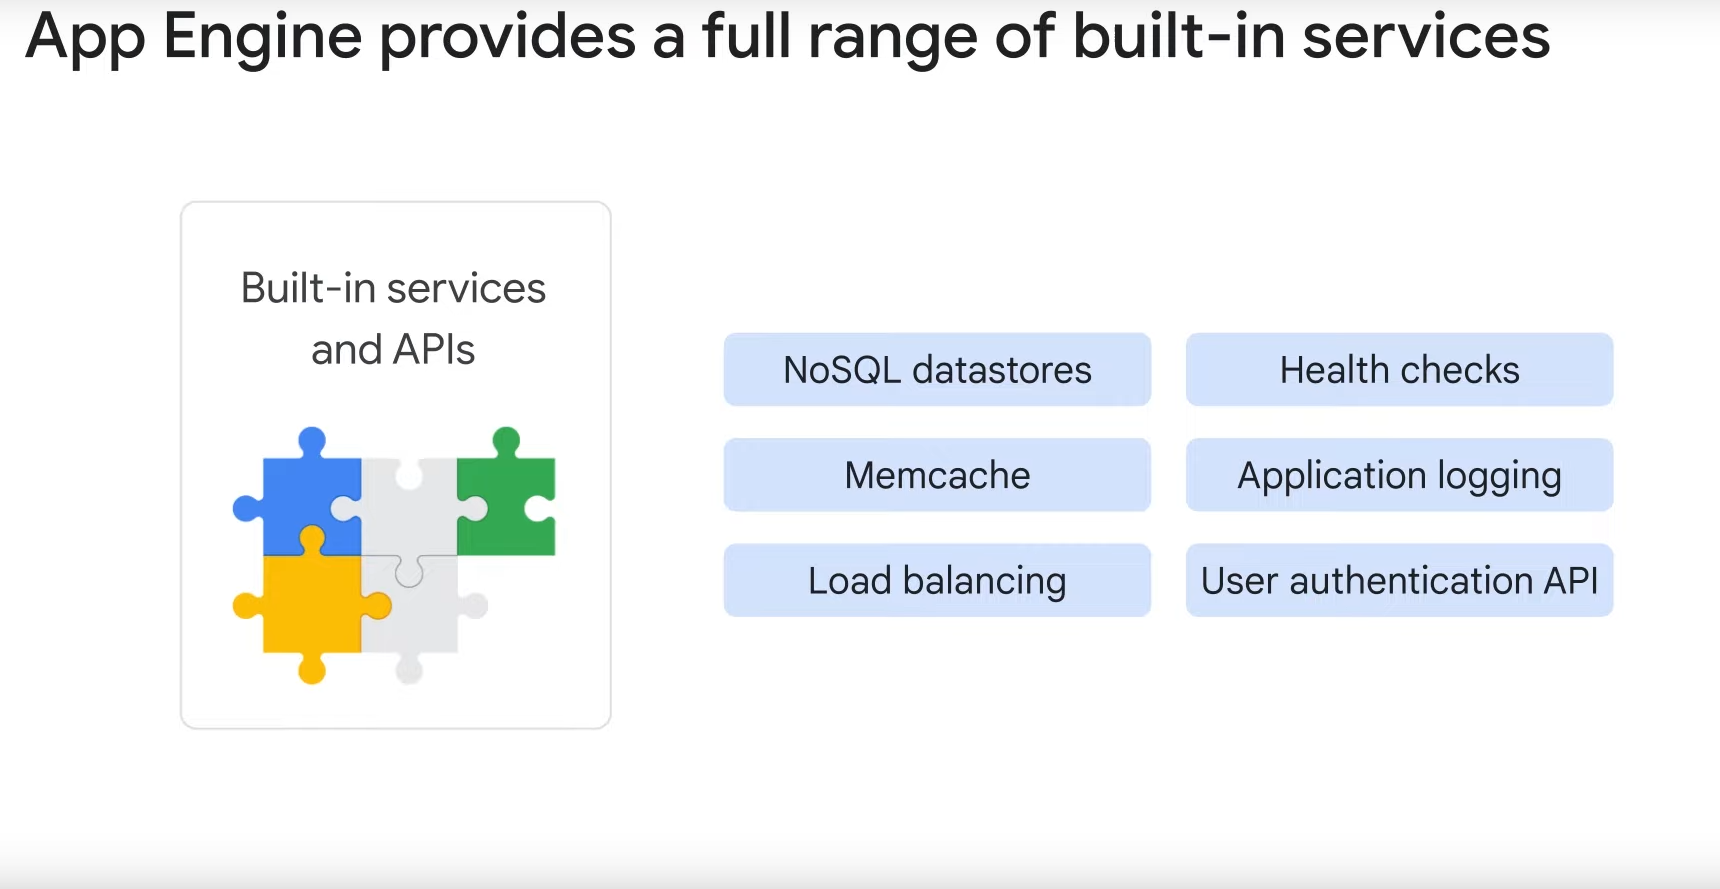 App Engine provides a full range of built-in services
Built-in services
and APIs
NoSQL datastores
Health checks
Memcache
Application logging
Load balancing
User authentication API